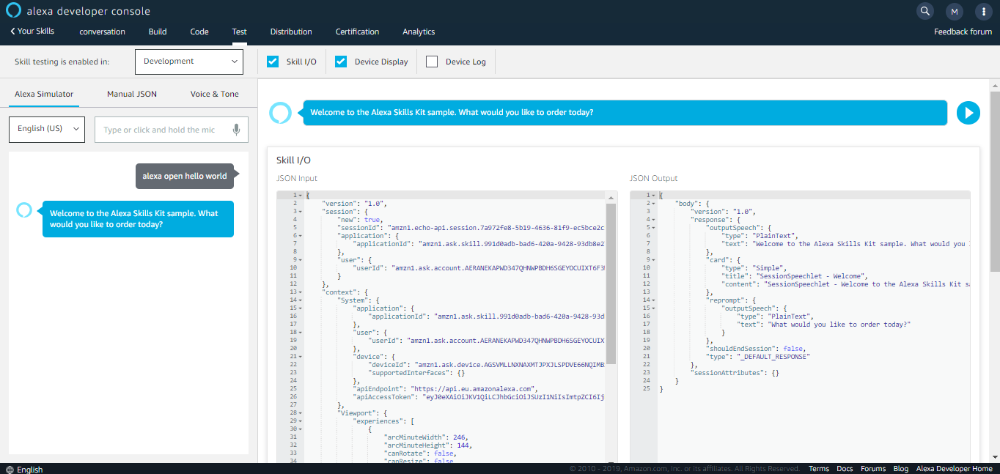 alexa developer console
M
Your Skills
conversation
Build
Code
Test
Distribution
Certification
Analytics
Feedback forum
Skill testing is enabled in:
Development
Skill I/O
Device Display
Device Log
Alexa Simulator
Manual JSON
Voice & Tone
English (US)
Type or click and hold the mic
alexa open hello world
Welcome to the Alexa Skills Kit sample. What
would you like to order today?
Welcome to the Alexa Skills Kit sample. What would you like to order today?
Skill I/O
JSON Input
1 {
2 "version": "1.0",
3 "session": {
4 "new": true,
5 "sessionId": "amzn1.echo-api.session.7a972fe8-5b19-4636-81f9-ec5bce2c
6 "application": {
7 "applicationId": "amzn1.ask.skill.991d0adb-bad6-420a-9428-93db8e2
8 },
9 "user": {
10 "userId": "amzn1.ask.account.AERANEKAPWD347QHNWPBDH6SGEYOCUIXT6F3
11 }
12 },
13 "context": {
14 "System": {
15 "application": {
16 "applicationId": "amzn1.ask.skill.991d0adb-bad6-420a-9428-93d
17 },
18 "user": {
19 "userId": "amzn1.ask.account.AERANEKAPWD347QHNWPBDH6SGEYOCUIX
20 },
21 "device": {
22 "deviceId": "amzn1.ask.device.AGSVMLLNXNAXMTJPXJLSPDVE66NQIMB
23 "supportedInterfaces": {}
24 },
25 "apiEndpoint": "https://api.eu.amazonalexa.com",
26 "apiAccessToken": "eyJ0eXAiOiJKV1QiLCJhbGciOiJSUzI1NiIsImtpZCI6Ij
27 },
28 "Viewport": {
29 "experiences": [
30 {
31 "arcMinuteWidth": 246,
32 "arcMinuteHeight": 144,
33 "canRotate": false,
34 "canResize": false
JSON Output
1 {
2 "body": {
3 "version": "1.0",
4 "response": {
5 "outputSpeech": {
6 "type": "PlainText",
7 "text": "Welcome to the Alexa Skills Kit sample. What would you
8 },
9 "card": {
10 "type": "Simple",
11 "title": "SessionSpeechlet - Welcome",
12 "content": "SessionSpeechlet - Welcome to the Alexa Skills Kit sa
13 },
14 "reprompt": {
15 "outputSpeech": {
16 "type": "PlainText",
17 "text": "What would you like to order today?"
18 }
19 },
20 "shouldEndSession": false,
21 "type": "_DEFAULT_RESPONSE"
22 },
23 "sessionAttributes": {}
24 }
25 }
English
© 2010 - 2019, Amazon.com, Inc. or its affiliates. All Rights Reserved.
Terms
Docs
Forums
Blog
Alexa Developer Home